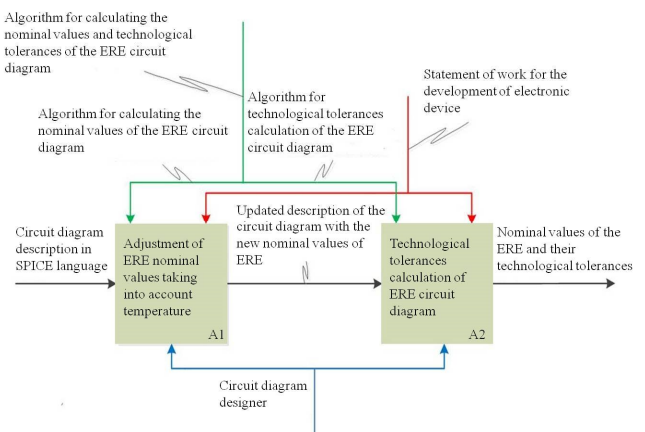 Algorithm for calculating the
nominal values and technological
tolerances of the ERE circuit
diagram
Statement of work for the
development of electronic
device
Algorithm for calculating the
nominal values of the ERE circuit
diagram
Algorithm for
technological tolerances
calculation of the ERE
circuit diagram
Circuit diagram
description in
SPICE language
Adjustment of
ERE nominal
values taking
into account
temperature
A1
Updated description of the
circuit diagram with the
new nominal values of
ERE
Technological
tolerances
calculation of
ERE circuit
diagram
A2
Nominal values of the
ERE and their
technological tolerances
Circuit diagram
designer